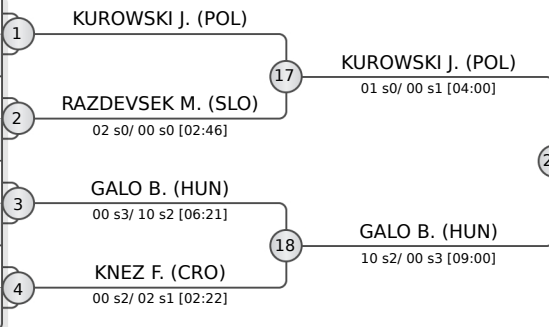 KUROWSKI J. (POL)
1
17
KUROWSKI J. (POL)
01 s0/ 00 s1 [04:00]
RAZDEVSEK M. (SLO)
2
02 s0/ 00 s0 [02:46]
GALO B. (HUN)
3
00 s3/ 10 s2 [06:21]
18
GALO B. (HUN)
10 s2/ 00 s3 [09:00]
KNEZ F. (CRO)
4
00 s2/ 02 s1 [02:22]